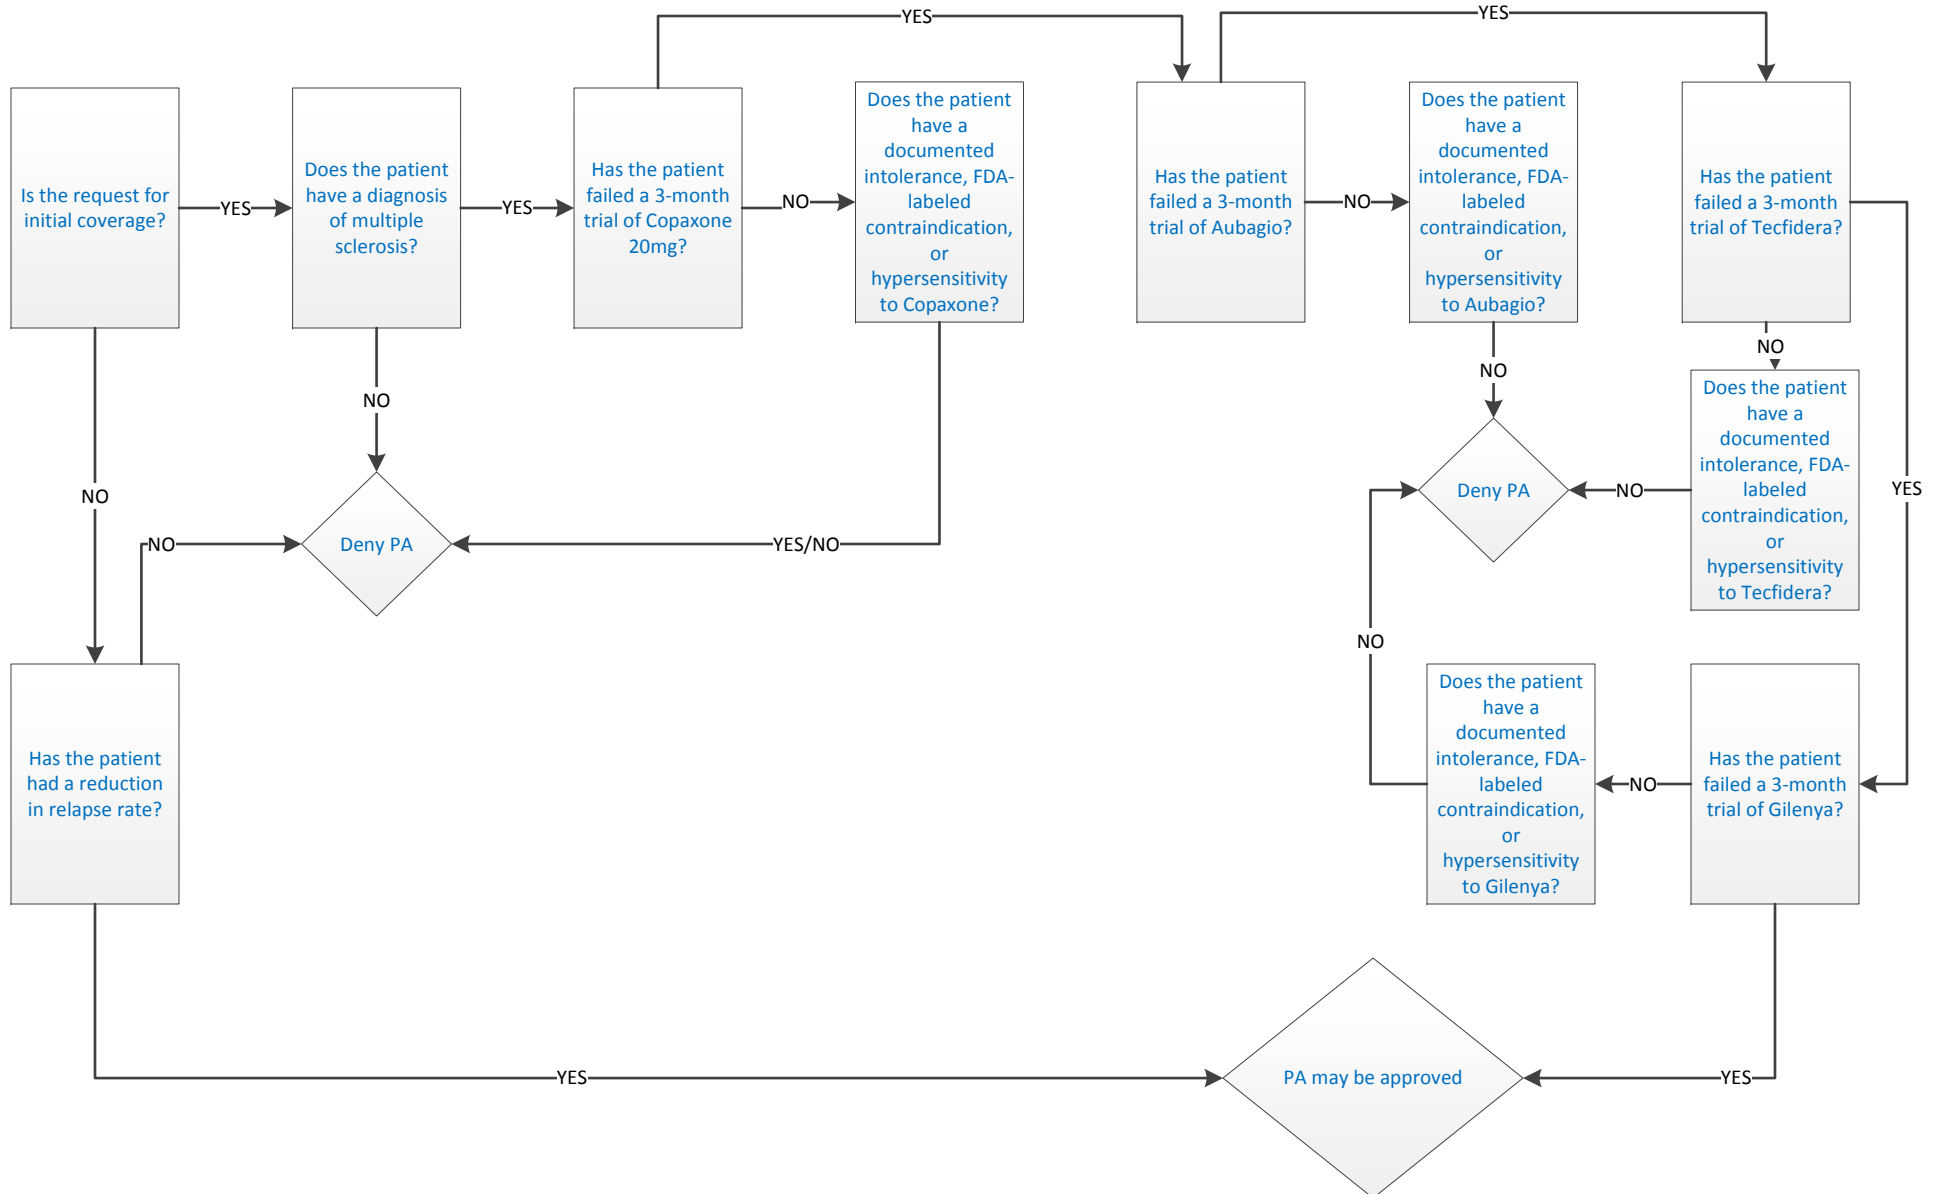 YES
YES
Is the request for
initial coverage?
YES
Does the patient
have a diagnosis
of multiple
sclerosis?
YES
Has the patient
failed a 3-month
trial of Copaxone
20mg?
NO
Does the patient
have a
documented
intolerance, FDA-
labeled
contraindication,
or
hypersensitivity
to Copaxone?
Has the patient
failed a 3-month
trial of Aubagio?
NO
Does the patient
have a
documented
intolerance, FDA-
labeled
contraindication,
or
hypersensitivity
to Aubagio?
Has the patient
failed a 3-month
trial of Tecfidera?
NO
NO
NO
NO
Deny PA
NO
Does the patient
have a
documented
intolerance, FDA-
labeled
contraindication,
or
hypersensitivity
to Tecfidera?
YES
NO
Deny PA
YES/NO
NO
Has the patient
had a reduction
in relapse rate?
Does the patient
have a
documented
intolerance, FDA-
labeled
contraindication,
or
hypersensitivity
to Gilenya?
NO
Has the patient
failed a 3-month
trial of Gilenya?
YES
PA may be approved
YES